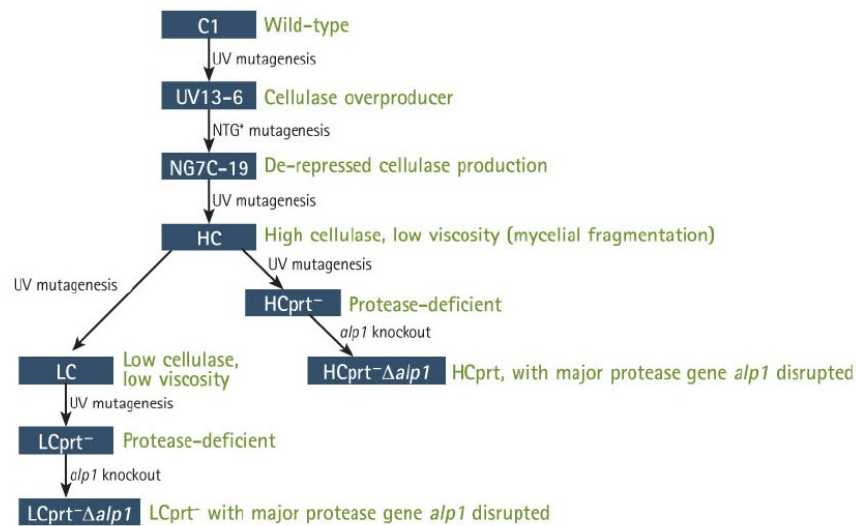 C1 Wild-type
UV mutagenesis
UV13-6 Cellulase overproducer
NTG⁺ mutagenesis
NG7C-19 De-repressed cellulase production
UV mutagenesis
HC High cellulase, low viscosity (mycelial fragmentation)
UV mutagenesis
UV mutagenesis
HCprt⁻ Protease-deficient
alp1 knockout
LC Low cellulase,
low viscosity
HCprt⁻Δalp1 HCprt, with major protease gene alp1 disrupted
UV mutagenesis
LCprt⁻ Protease-deficient
alp1 knockout
LCprt⁻Δalp1 LCprt⁻ with major protease gene alp1 disrupted